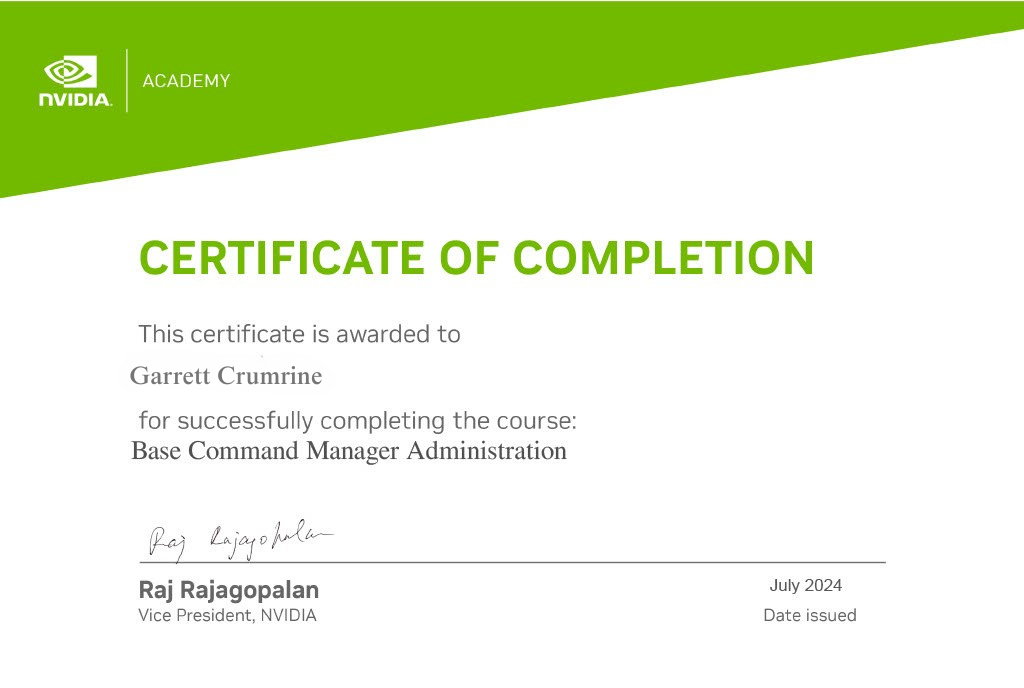 NVIDIA.
ACADEMY
CERTIFICATE OF COMPLETION
This certificate is awarded to
Garrett Crumrine
for successfully completing the course:
Base Command Manager Administration
Raj Rajagopalan
Raj Rajagopalan
Vice President, NVIDIA
July 2024
Date issued